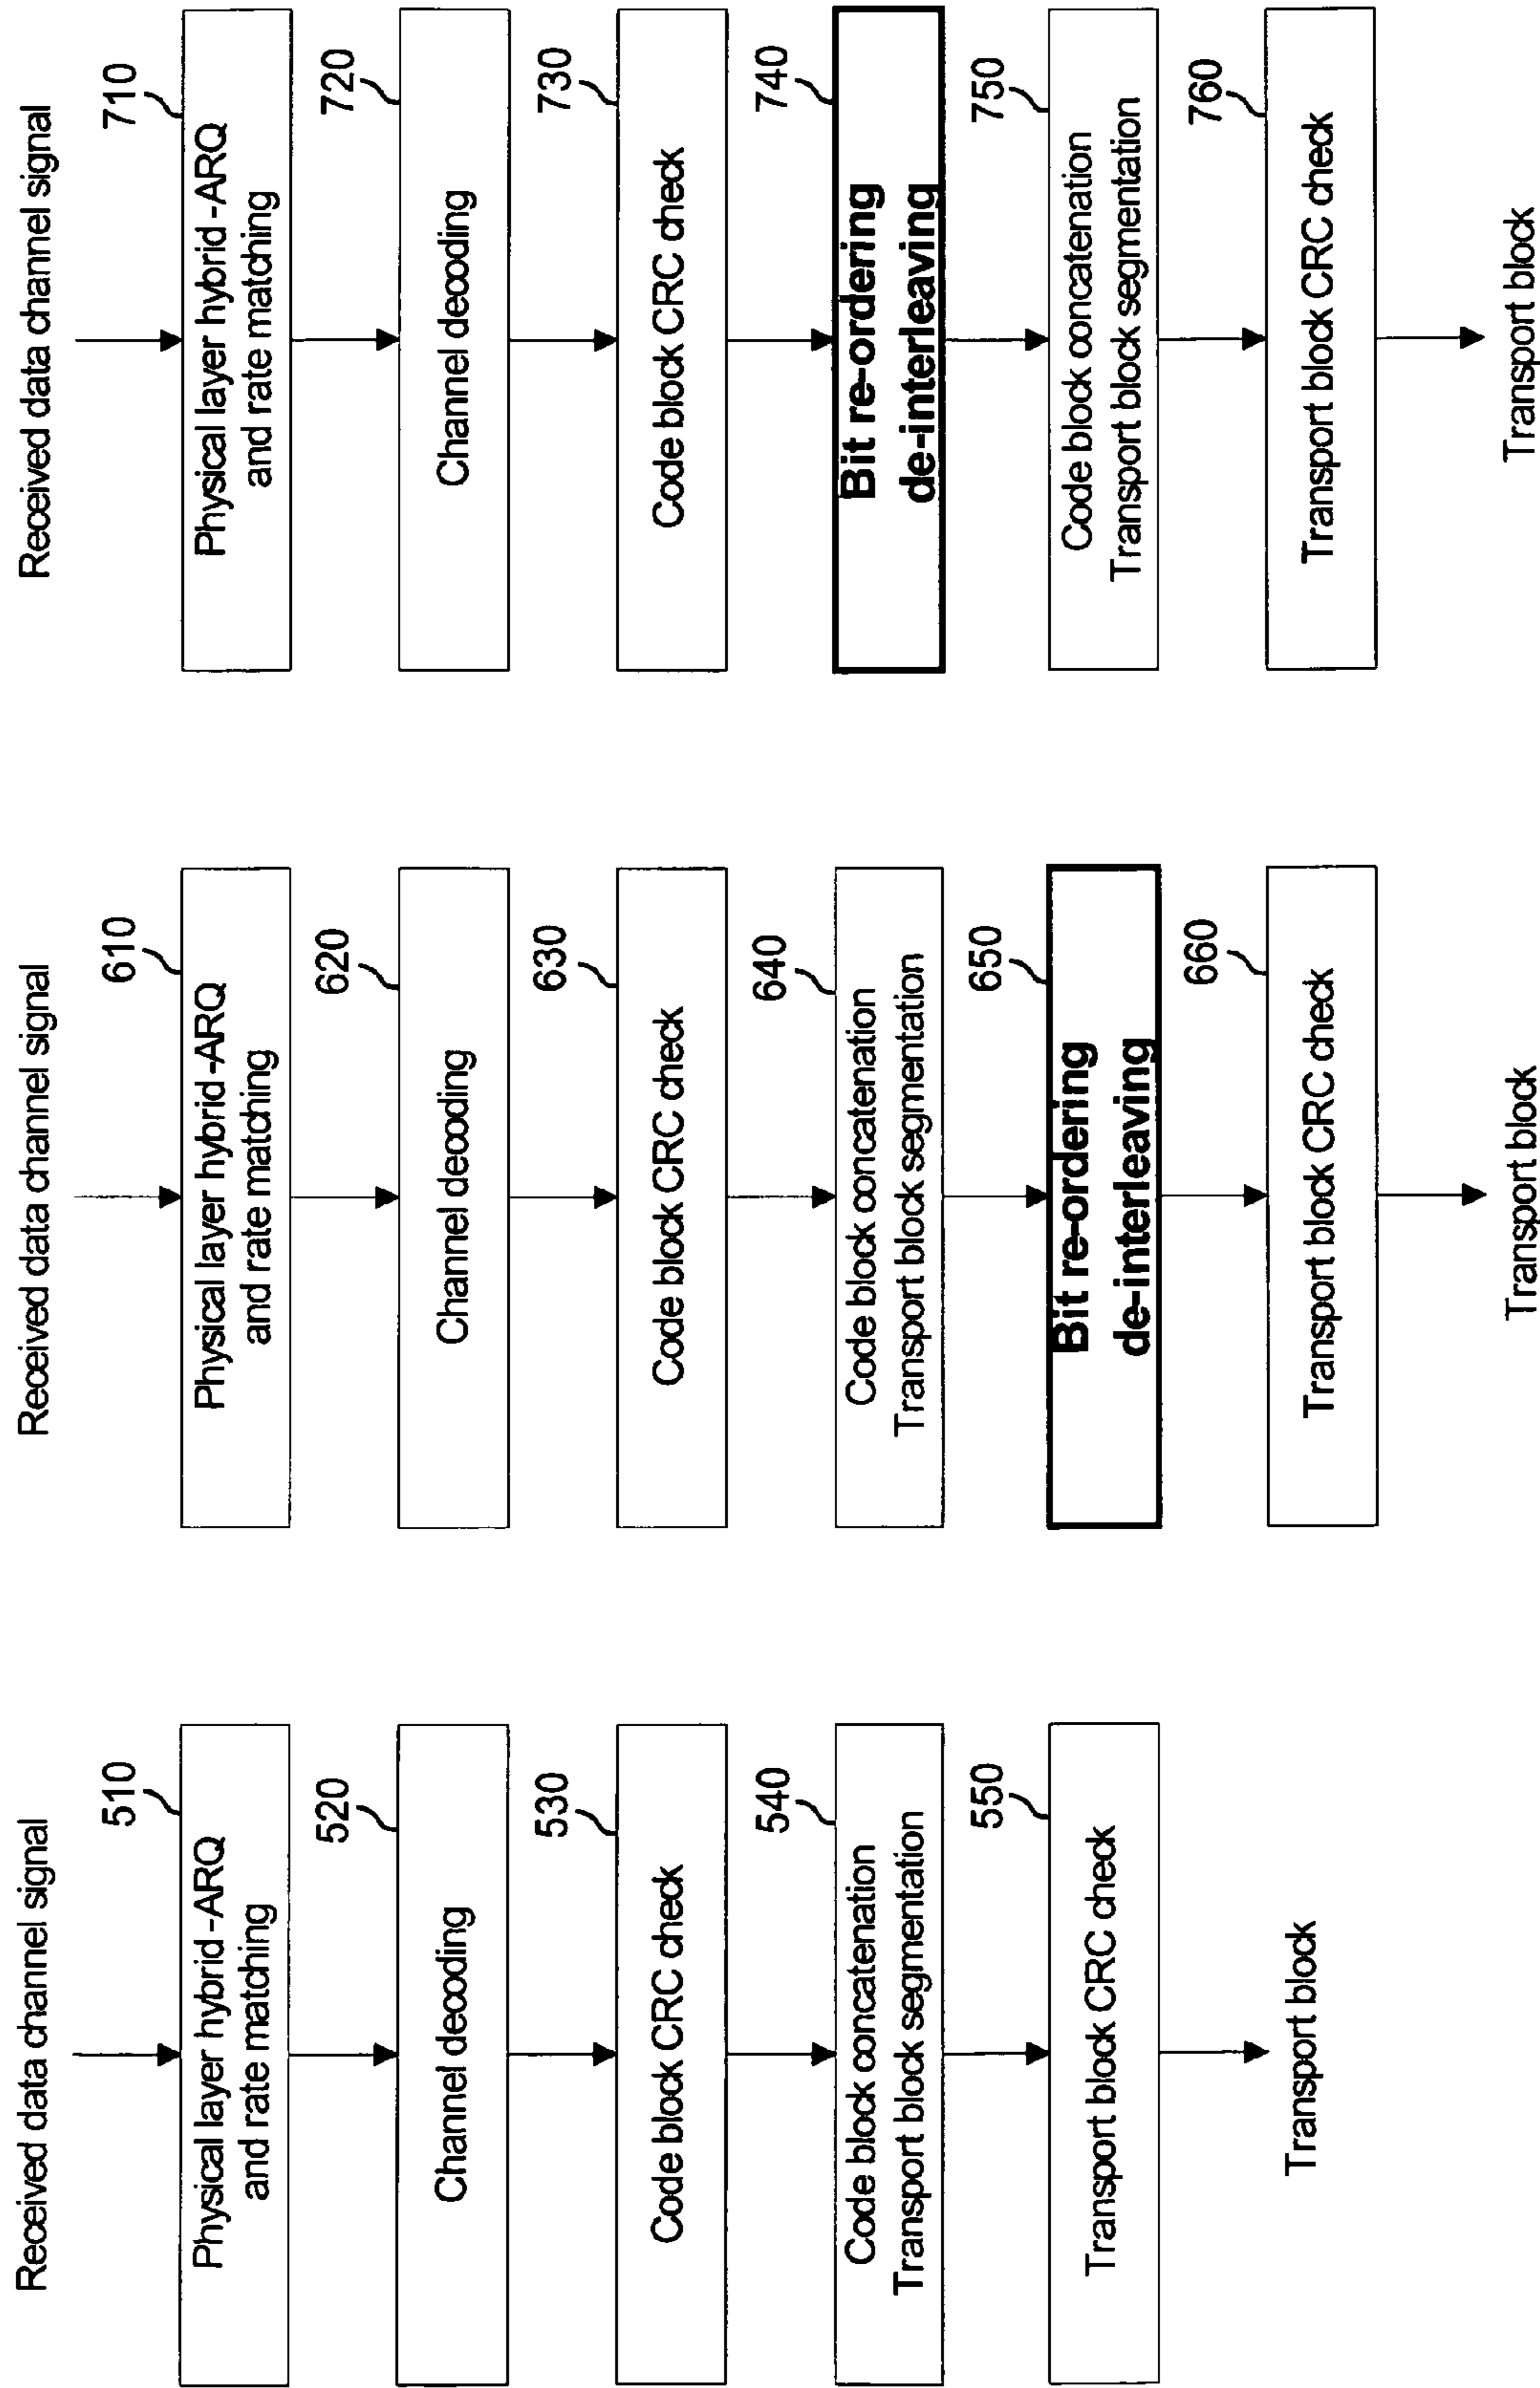 Received data channel signal
510
Physical layer hybrid-ARQ
and rate matching
520
Channel decoding
530
Code block CRC check
540
Code block concatenation
Transport block segmentation
550
Transport block CRC check
Transport block
Received data channel signal
610
Physical layer hybrid-ARQ
and rate matching
620
Channel decoding
630
Code block CRC check
640
Code block concatenation
Transport block segmentation
650
Bit re-ordering
de-interleaving
660
Transport block CRC check
Transport block
Received data channel signal
710
Physical layer hybrid-ARQ
and rate matching
720
Channel decoding
730
Code block CRC check
740
Bit re-ordering
de-interleaving
750
Code block concatenation
Transport block segmentation
760
Transport block CRC check
Transport block